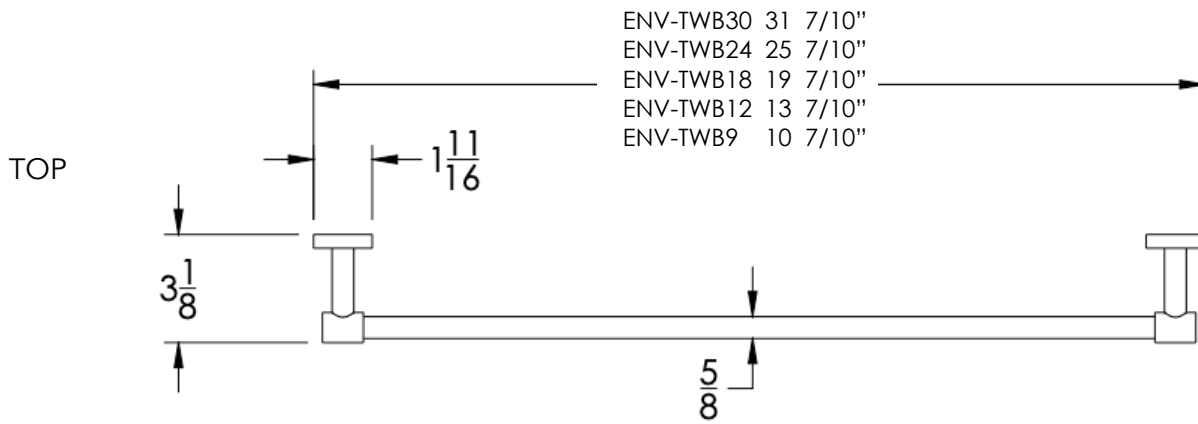 ENV-TWB30 31 7/10”
ENV-TWB24 25 7/10”
ENV-TWB18 19 7/10”
ENV-TWB12 13 7/10”
ENV-TWB9 10 7/10”
TOP
1 11/16
3 1/8
5/8